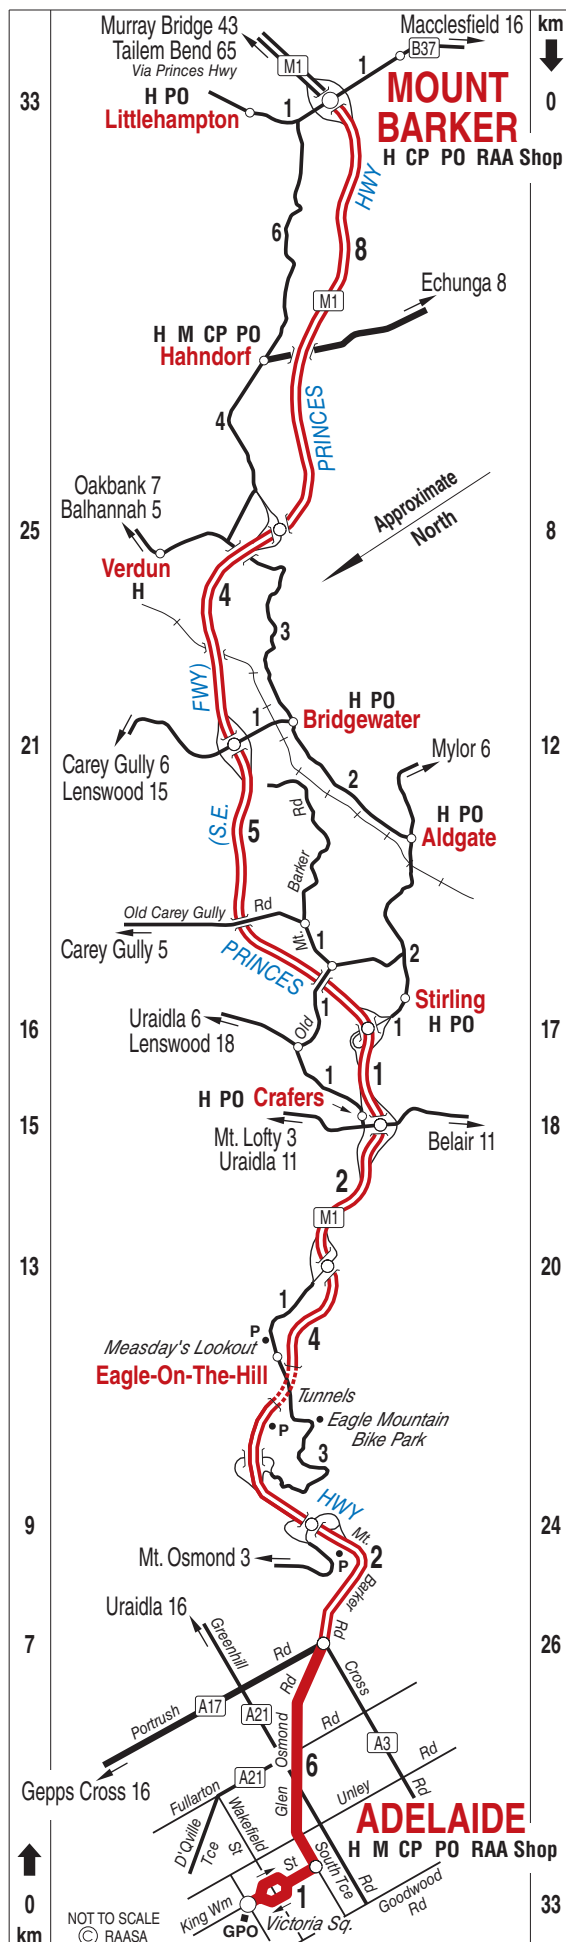 Murray Bridge 43
Tailem Bend 65
Via Princes Hwy
M1
1
B37
Macclesfield 16
km
33
0
H PO
Littlehampton
1
MOUNT
BARKER
H CP PO RAA Shop
HWY
6
8
M1
Echunga 8
H M CP PO
Hahndorf
4
PRINCES
Oakbank 7
Balhannah 5
Approximate
North
25
8
Verdun
H
4
3
FWY)
H PO
Bridgewater
1
21
12
Carey Gully 6
Lenswood 15
Mylor 6
2
H PO
Aldgate
(S.E.
5
Rd
Barker
Mt.
Old Carey Gully Rd
Carey Gully 5
PRINCES
1
2
Uraidla 6
Lenswood 18
1
Old
Stirling
H PO
1
16
17
1
1
H PO Crafers
15
18
Mt. Lofty 3
Uraidla 11
Belair 11
2
M1
13
20
1
P
4
Measday's Lookout
Eagle-On-The-Hill
Tunnels
P
Eagle Mountain
Bike Park
3
HWY
9
24
Mt.
Mt. Osmond 3
P
2
Barker
Uraidla 16
Rd
7
26
Greenhill
Rd
Rd
Cross
Portrush
A17
A21
Osmond
Rd
A3
Rd
Gepps Cross 16
Fullarton
A21
6
Glen
Unley
Rd
D'Qville
Tce
Wakefield
St
ADELAIDE
H M CP PO RAA Shop
St
South Tce
Rd
0
33
km
King Wm
1
Goodwood
Rd
NOT TO SCALE
© RAASA
GPO
Victoria Sq.